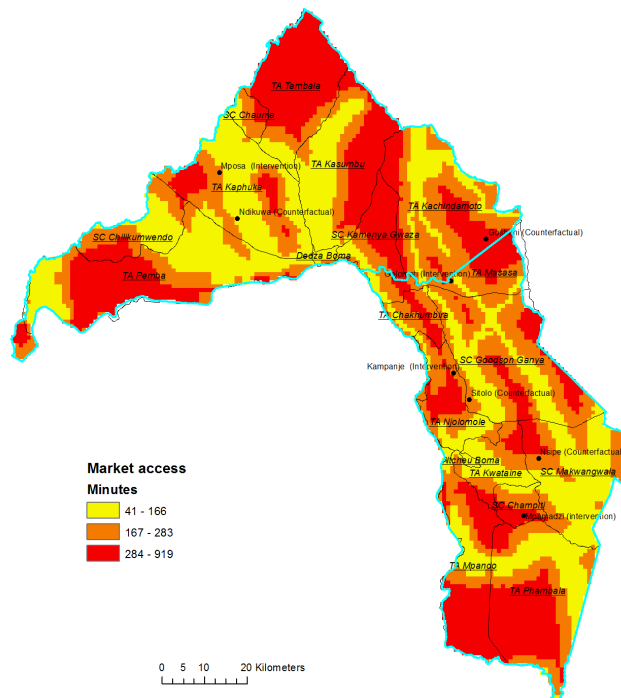 TA Tambala
SC Chauma
Mposa (Intervention)
TA Kasumbu
TA Kaphuka
Ndikuwa (Counterfactual)
TA Kachindamoto
SC Chilikumwendo
SC Kamenya Gwaza
(Counterfactual)
Dedza Boma
TA Pemba
(Intervention)
TA Masasa
TA Chakhumbira
SC Goodson Ganya
Kampanje (Intervention)
Sitolo (Counterfactual)
TA Njolomole
Nsipe (Counterfactual)
Ntcheu Boma
TA Kwataine
SC Makwangwala
Market access
Minutes
41 - 166
167 - 283
284 - 919
SC Champiti
(Intervention)
TA Mpando
TA Phambala
0 5 10 20 Kilometers